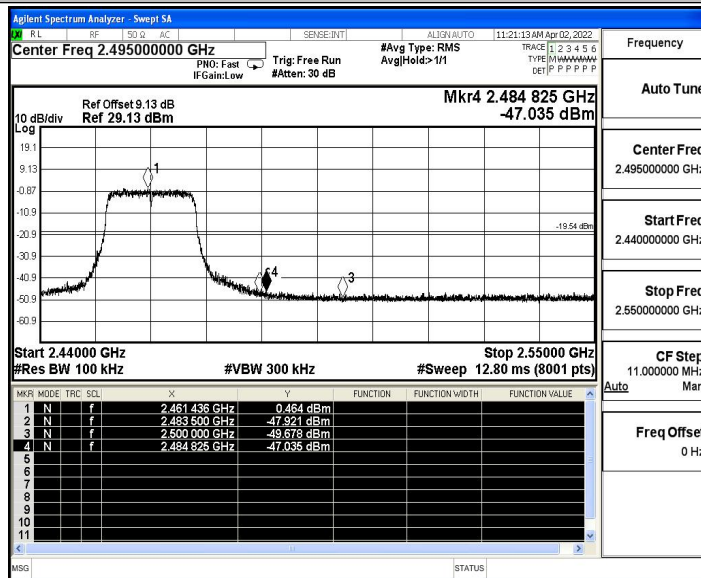 Agilent Spectrum Analyzer - Swept SA
RL RF 50 Ω AC SENSE:INT ALIGN AUTO 11:21:13 AM Apr 02, 2022
Center Freq 2.495000000 GHz #Avg Type: RMS TRACE 1 2 3 4 5 6
PNO: Fast Trig: Free Run Avg|Hold:>1/1 TYPE M
IFGain:Low #Atten: 30 dB DET P P P P P P
Frequency
Auto Tune
Mkr4 2.484 825 GHz
-47.035 dBm
Ref Offset 9.13 dB
10 dB/div Ref 29.13 dBm
Log
19.1
9.13
-0.87
-10.9
-20.9
-30.9
-40.9
-50.9
-60.9
1
4
3
-19.54 dBm
Center Freq
2.495000000 GHz
Start Freq
2.440000000 GHz
Stop Freq
2.550000000 GHz
Start 2.44000 GHz Stop 2.55000 GHz
#Res BW 100 kHz #VBW 300 kHz #Sweep 12.80 ms (8001 pts)
CF Step
11.000000 MHz
Auto Man
MKR MODE TRC SCL X Y FUNCTION FUNCTION WIDTH FUNCTION VALUE
1 N f 2.461 436 GHz 0.464 dBm
2 N f 2.483 500 GHz -47.921 dBm
3 N f 2.500 000 GHz -49.678 dBm
4 N f 2.484 825 GHz -47.035 dBm
5
6
7
8
9
10
11
Freq Offset
0 Hz
MSG STATUS